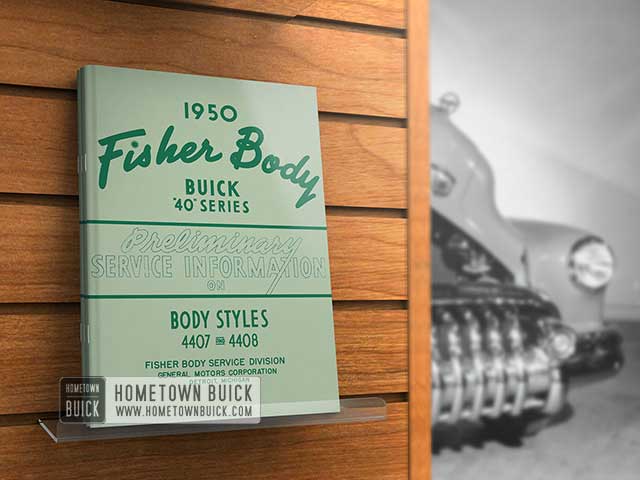 1950
Fisher Body
BUICK
"40" SERIES
Preliminary
SERVICE INFORMATION
ON
BODY STYLES
4407 AND 4408
FISHER BODY SERVICE DIVISION
GENERAL MOTORS CORPORATION
DETROIT, MICHIGAN
HOMETOWN
BUICK
HOMETOWN BUICK
WWW.HOMETOWNBUICK.COM